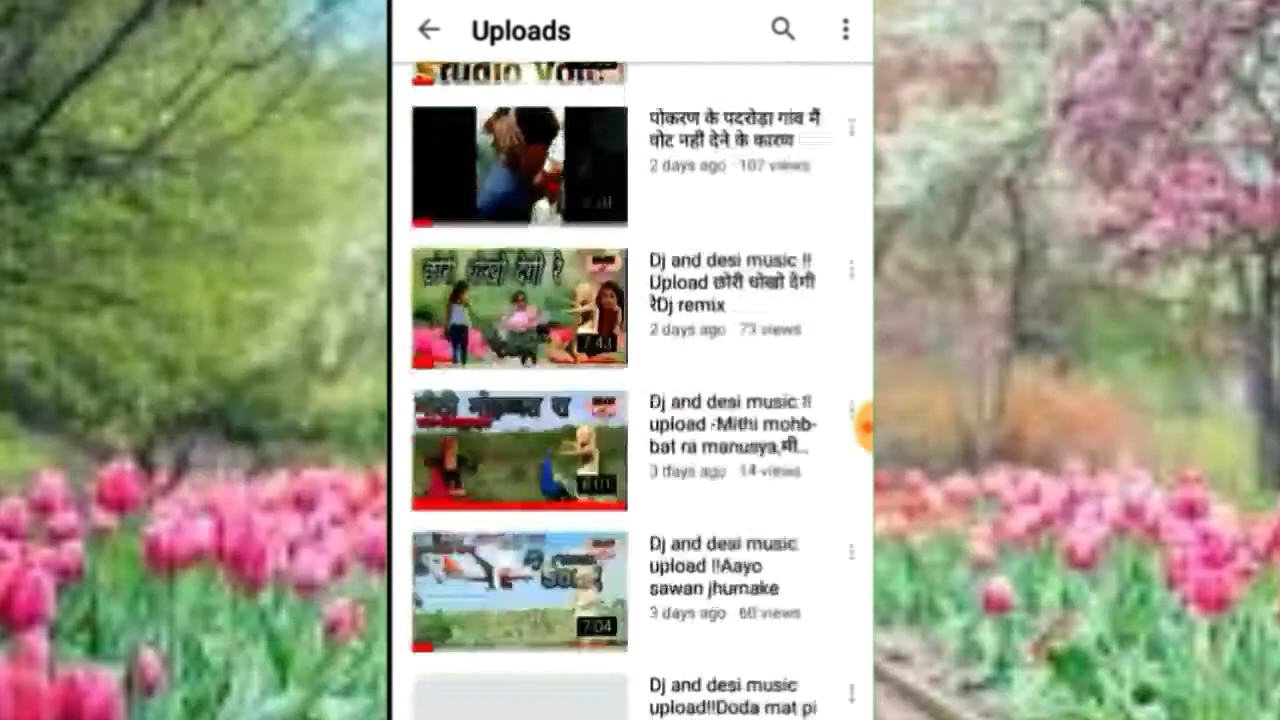 Uploads
पोकरण के पदरोड़ा गांव मैं
वोट नही देने के कारण
2 days ago · 107 views
Dj and desi music !!
Upload छोरी धोखो देगी
रेDj remix
2 days ago · 73 views
7:43
Dj and desi music !!
upload -Mithi mohb-
bat ra manusya,मी...
3 days ago · 14 views
6:01
Dj and desi music
upload !!Aayo
sawan jhumake
3 days ago · 60 views
7:04
Dj and desi music
upload!!Doda mat pi